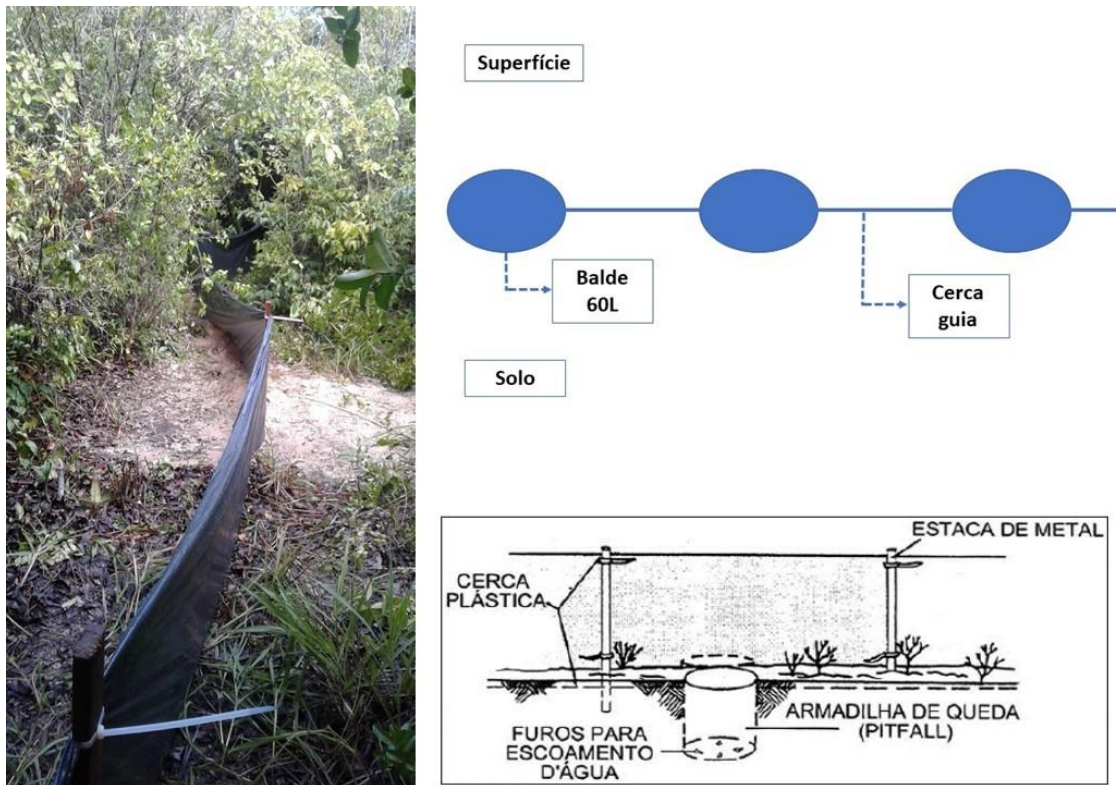 Superfície
Balde
60L
Cerca
guia
Solo
ESTACA DE METAL
CERCA
PLÁSTICA
ARMADILHA DE QUEDA
(PITFALL)
FUROS PARA
ESCOAMENTO
D'ÁGUA